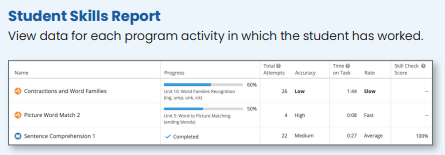 Student Skills Report
View data for each program activity in which the student has worked.
Name Progress Total Attempts Accuracy Time on Task Rate Skill Check Score
Contractions and Word Families 60% 26 Low 1:44 Slow --
Unit 10: Word Families Recognition
(ng, amp, unk, ick)
Picture Word Match 2 50% 4 High 0:08 Fast --
Unit 5: Word to Picture Matching
(ending blends)
Sentence Comprehension 1 Completed 22 Medium 0:27 Average 100%